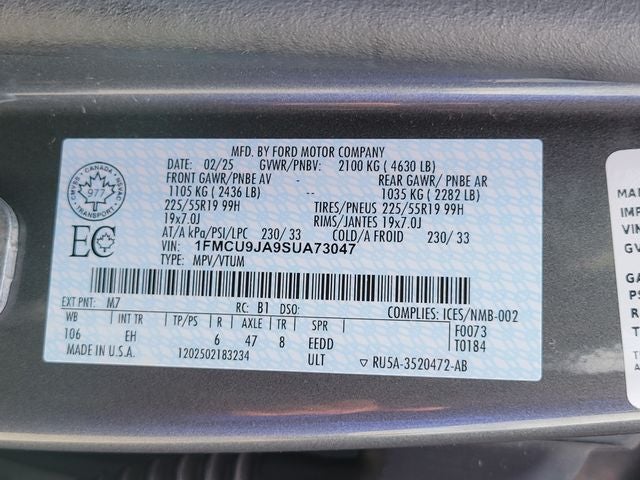 MFD. BY FORD MOTOR COMPANY
DATE: 02/25 GVWR/PNBV: 2100 KG ( 4630 LB)
FRONT GAWR/PNBE AV - REAR GAWR/ PNBE AR
1105 KG ( 2436 LB) -- 1035 KG ( 2282 LB)
225/55R19 99H TIRES/PNEUS 225/55R19 99H
19x7.0J RIMS/JANTES 19x7.0J
AT/A kPa/PSI/LPC 230/ 33 COLD/A FROID 230/ 33
VIN: 1FMCU9JA9SUA73047
TYPE: MPV/VTUM
CANADA
977
TRANSPORT
EC
EXT PNT: M7 RC: B1 DSO: COMPLIES: ICES/NMB-002
WB INT TR TP/PS R AXLE TR SPR F0073
106 EH 6 47 8 EEDD T0184
MADE IN U.S.A. 1202502183234 ULT ▽ RU5A-3520472-AB